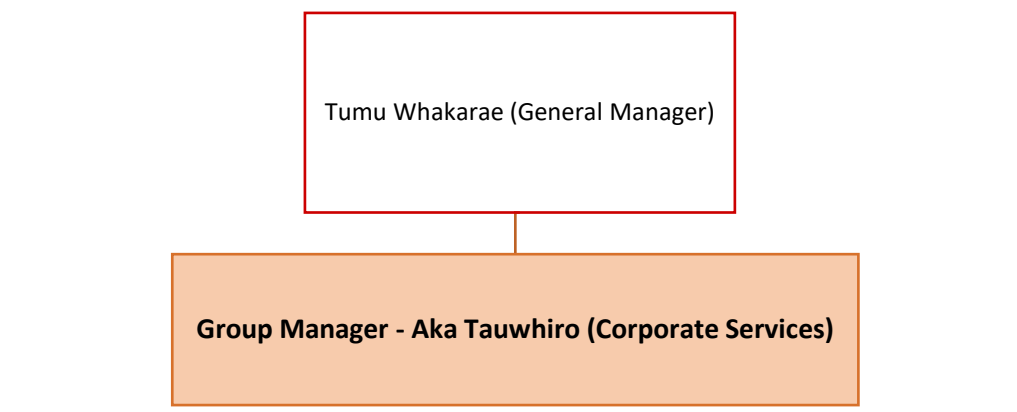 Tumu Whakarae (General Manager)
Group Manager - Aka Tauwhiro (Corporate Services)